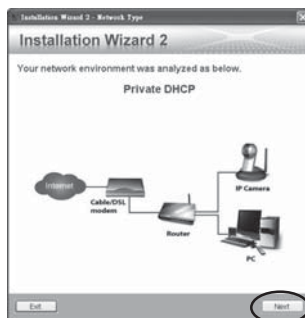 Installation Wizard 2 - Network Type
Installation Wizard 2
Your network environment was analyzed as below.
Private DHCP
Internet
Cable/DSL
modem
Router
IP Camera
PC
Exit
Next